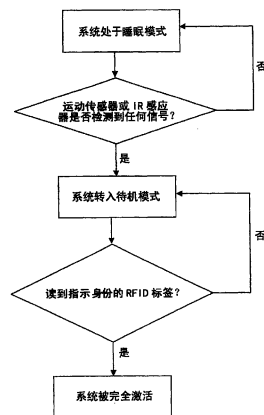 系统处于睡眠模式
否
运动传感器或 IR 感应
器是否检测到任何信号？
是
系统转入待机模式
否
读到指示身份的 RFID 标签？
是
系统被完全激活